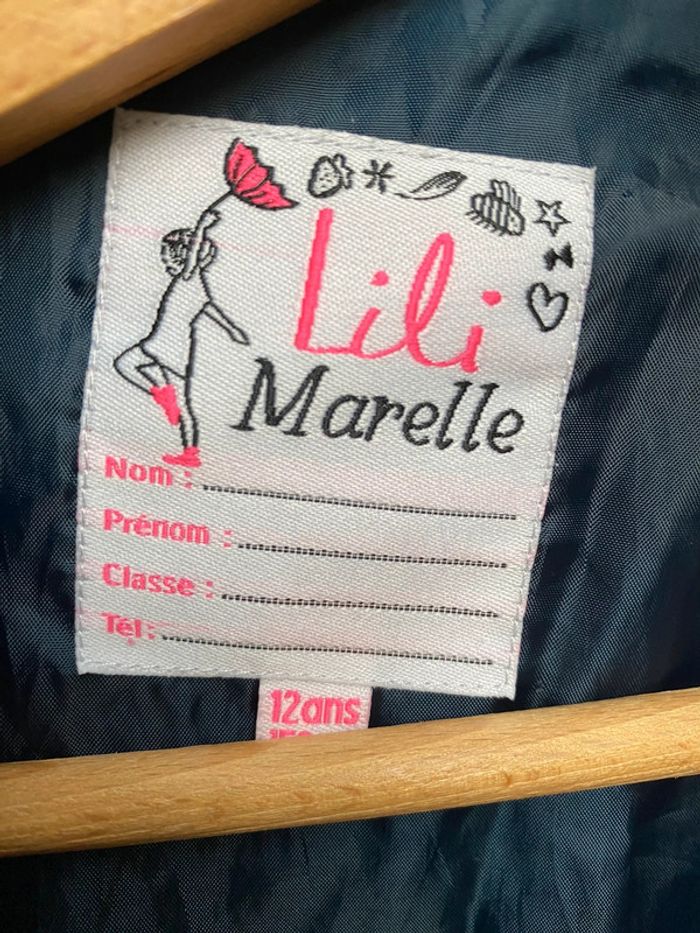 Lili
Marelle
Nom :
Prénom :
Classe :
Tél :
12ans